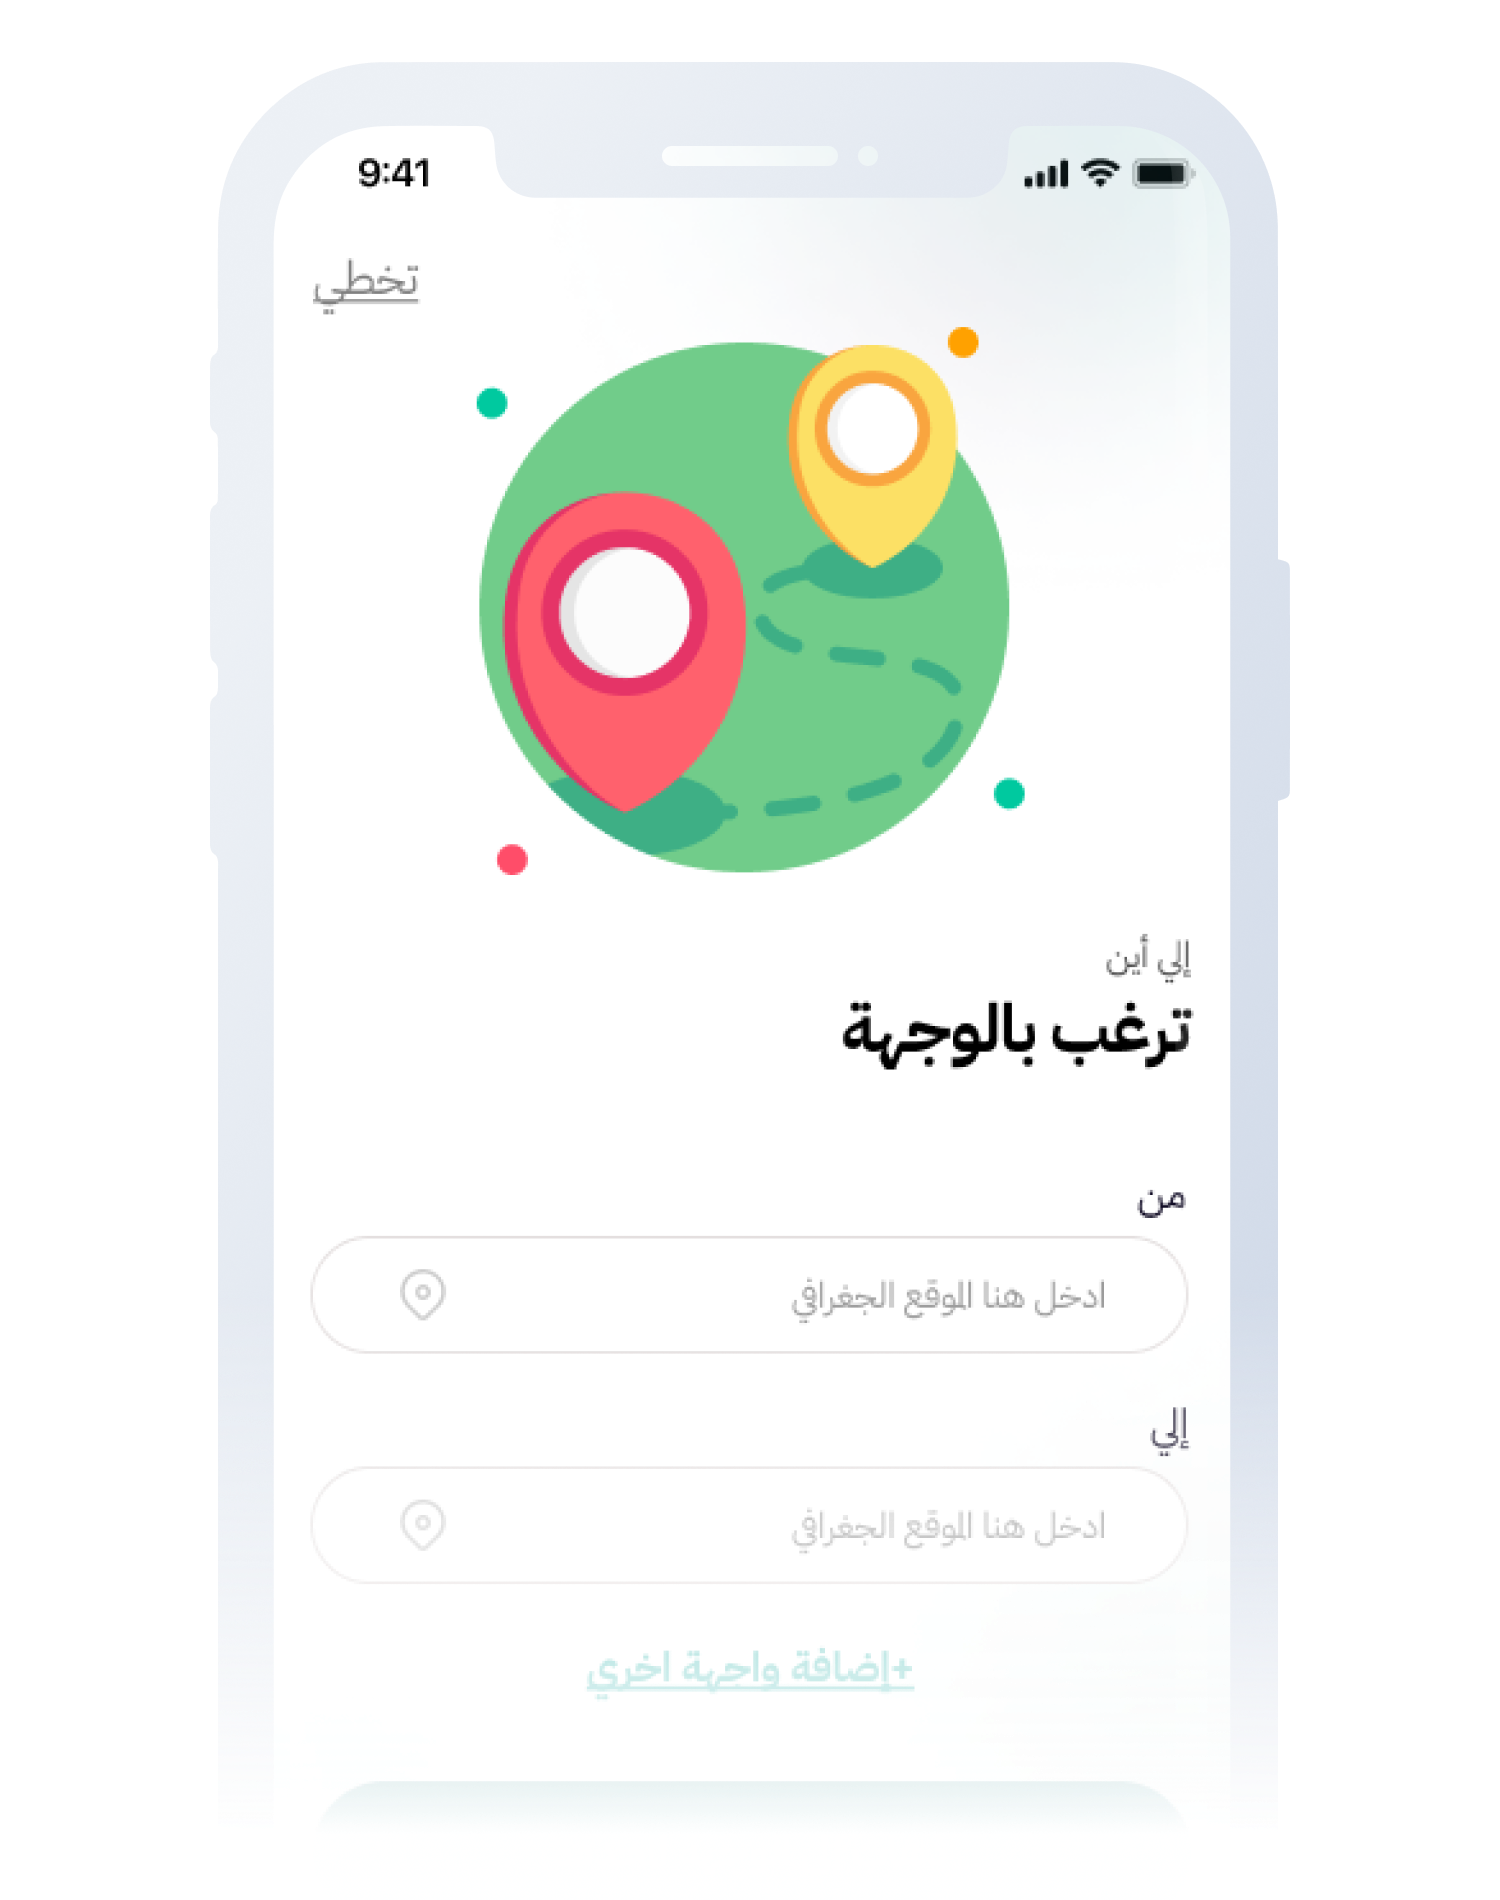 9:41
تخطي
إلي أين
ترغب بالوجهة
من
ادخل هنا الموقع الجغرافي
إلي
ادخل هنا الموقع الجغرافي
+إضافة واجهة اخري